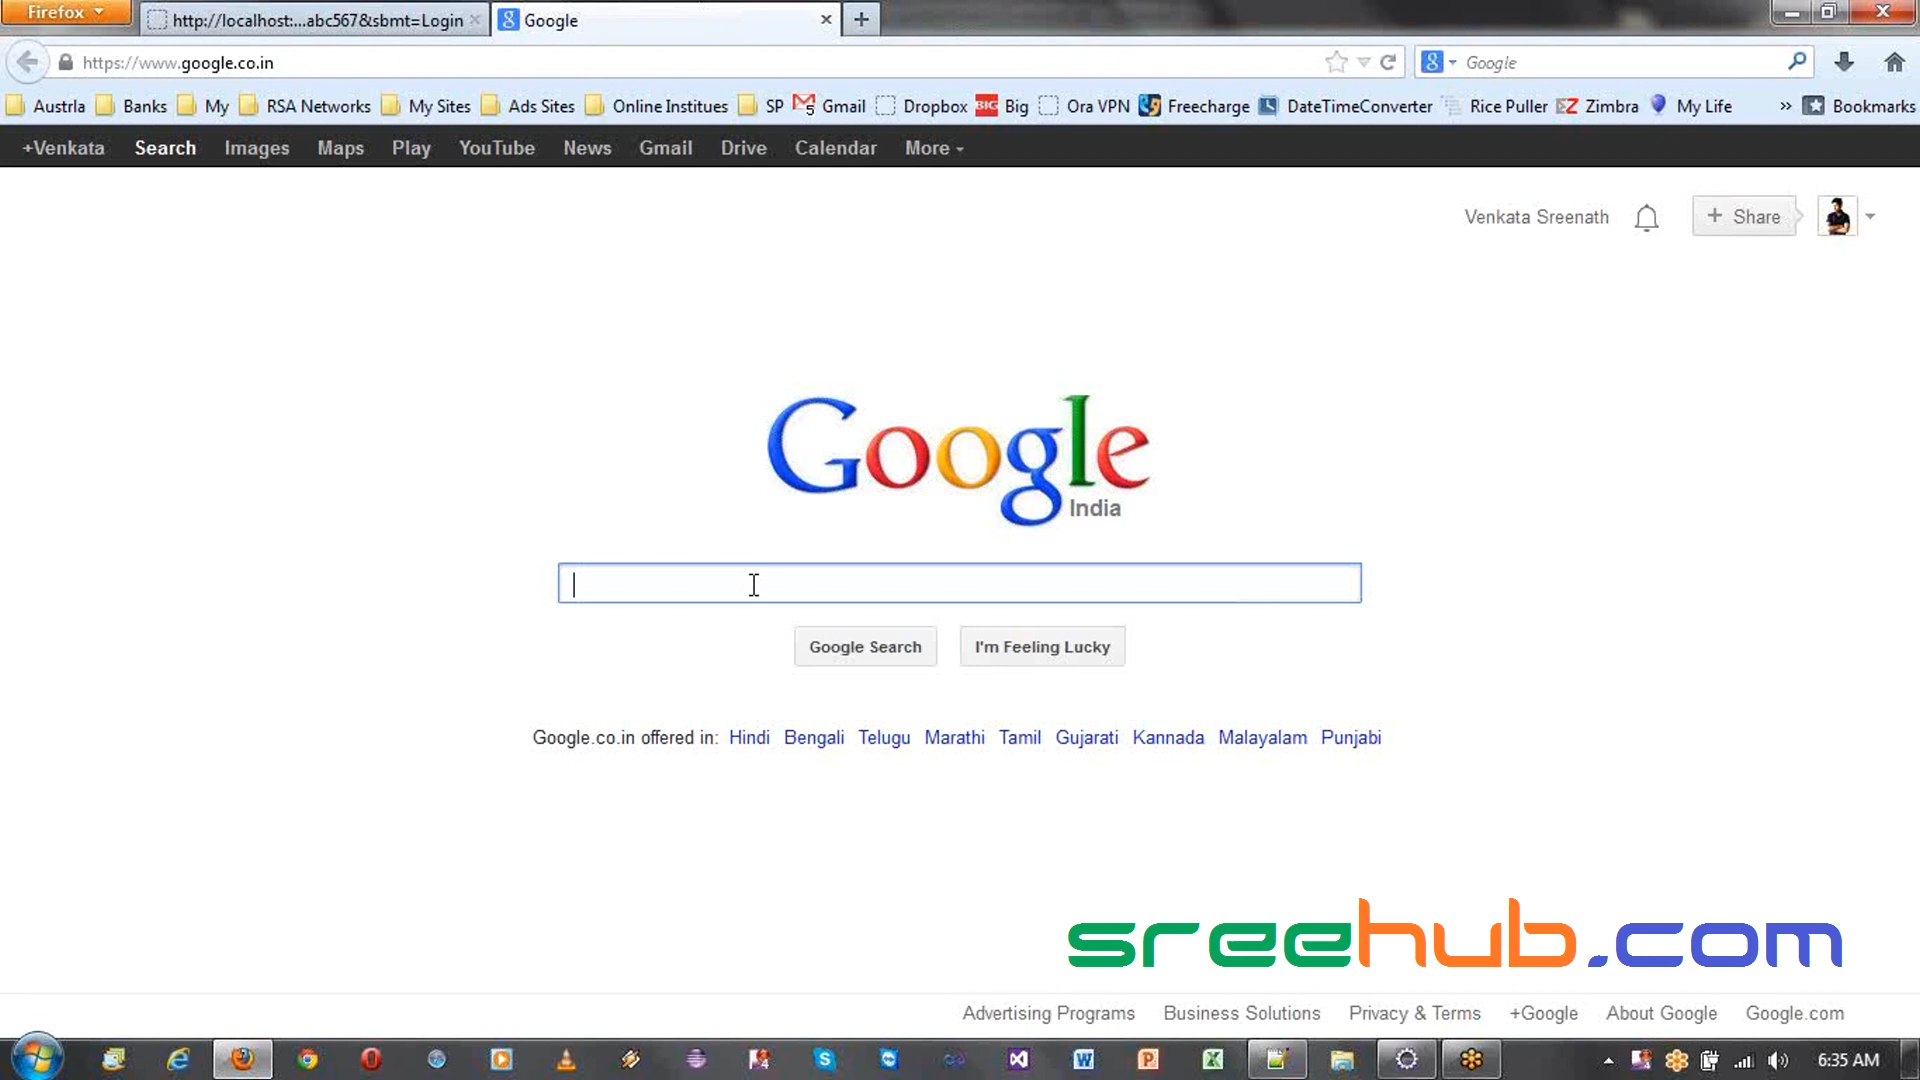 Firefox
http://localhost:...abc567&sbmt=Login
Google
https://www.google.co.in
Google
Austrla Banks My RSA Networks My Sites Ads Sites Online Institues SP Gmail Dropbox BIG Big Ora VPN Freecharge DateTimeConverter Rice Puller Zimbra My Life » Bookmarks
+Venkata Search Images Maps Play YouTube News Gmail Drive Calendar More
Venkata Sreenath + Share
Google
India
Google Search I'm Feeling Lucky
Google.co.in offered in: Hindi Bengali Telugu Marathi Tamil Gujarati Kannada Malayalam Punjabi
sreehub.com
Advertising Programs Business Solutions Privacy & Terms +Google About Google Google.com
6:35 AM